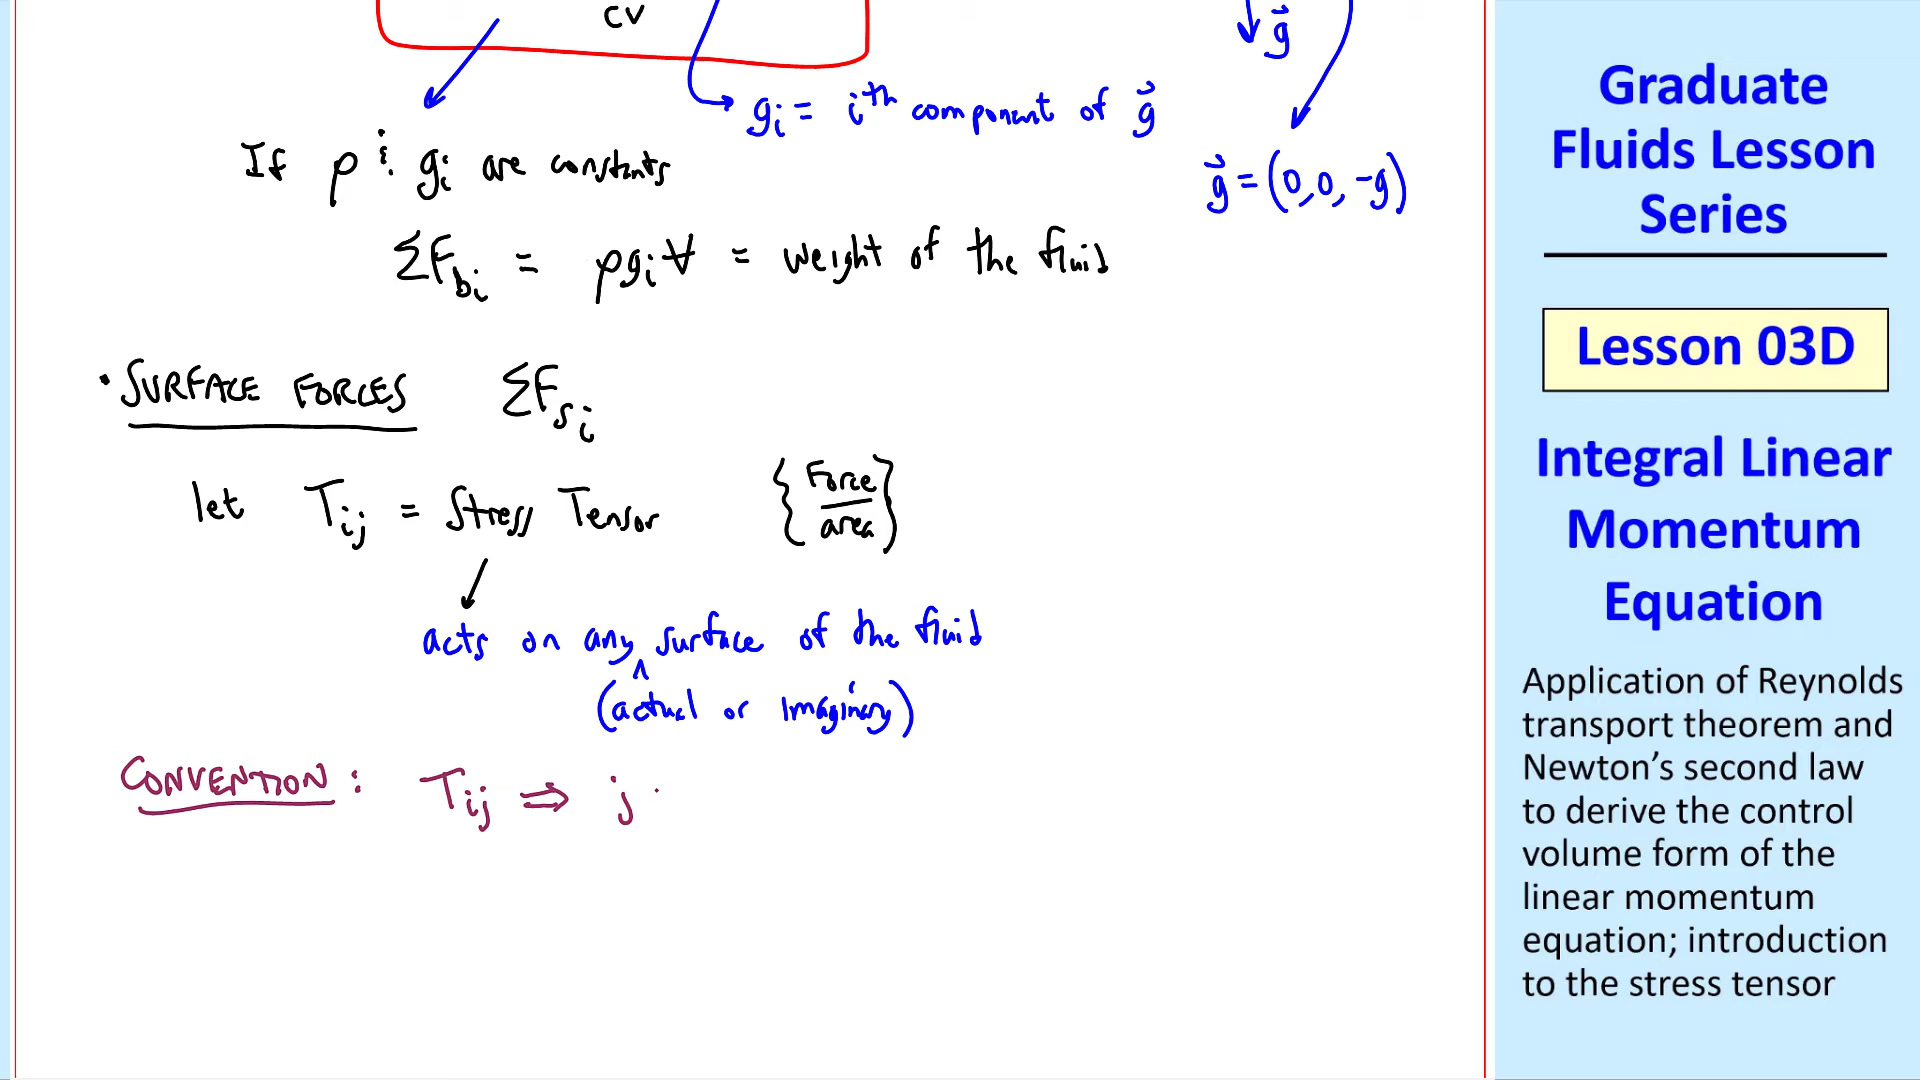 CV
g⃗
gᵢ = iᵗʰ component of g⃗
If ρ & gᵢ are constants
g⃗ = (0, 0, -g)
ΣF_bᵢ = ρgᵢV̶ = weight of the fluid
• SURFACE FORCES ΣF_sᵢ
let Tᵢⱼ = Stress Tensor {Force/area}
acts on any ^ surface of the fluid
(actual or imaginary)
CONVENTION: Tᵢⱼ ⇒ j
Graduate
Fluids Lesson
Series
Lesson 03D
Integral Linear
Momentum
Equation
Application of Reynolds
transport theorem and
Newton's second law
to derive the control
volume form of the
linear momentum
equation; introduction
to the stress tensor